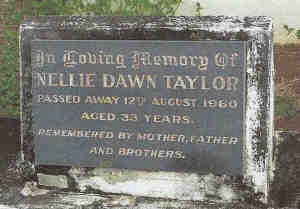 In Loving Memory Of
NELLIE DAWN TAYLOR
PASSED AWAY 12TH AUGUST 1960
AGED 33 YEARS.
REMEMBERED BY MOTHER, FATHER
AND BROTHERS.